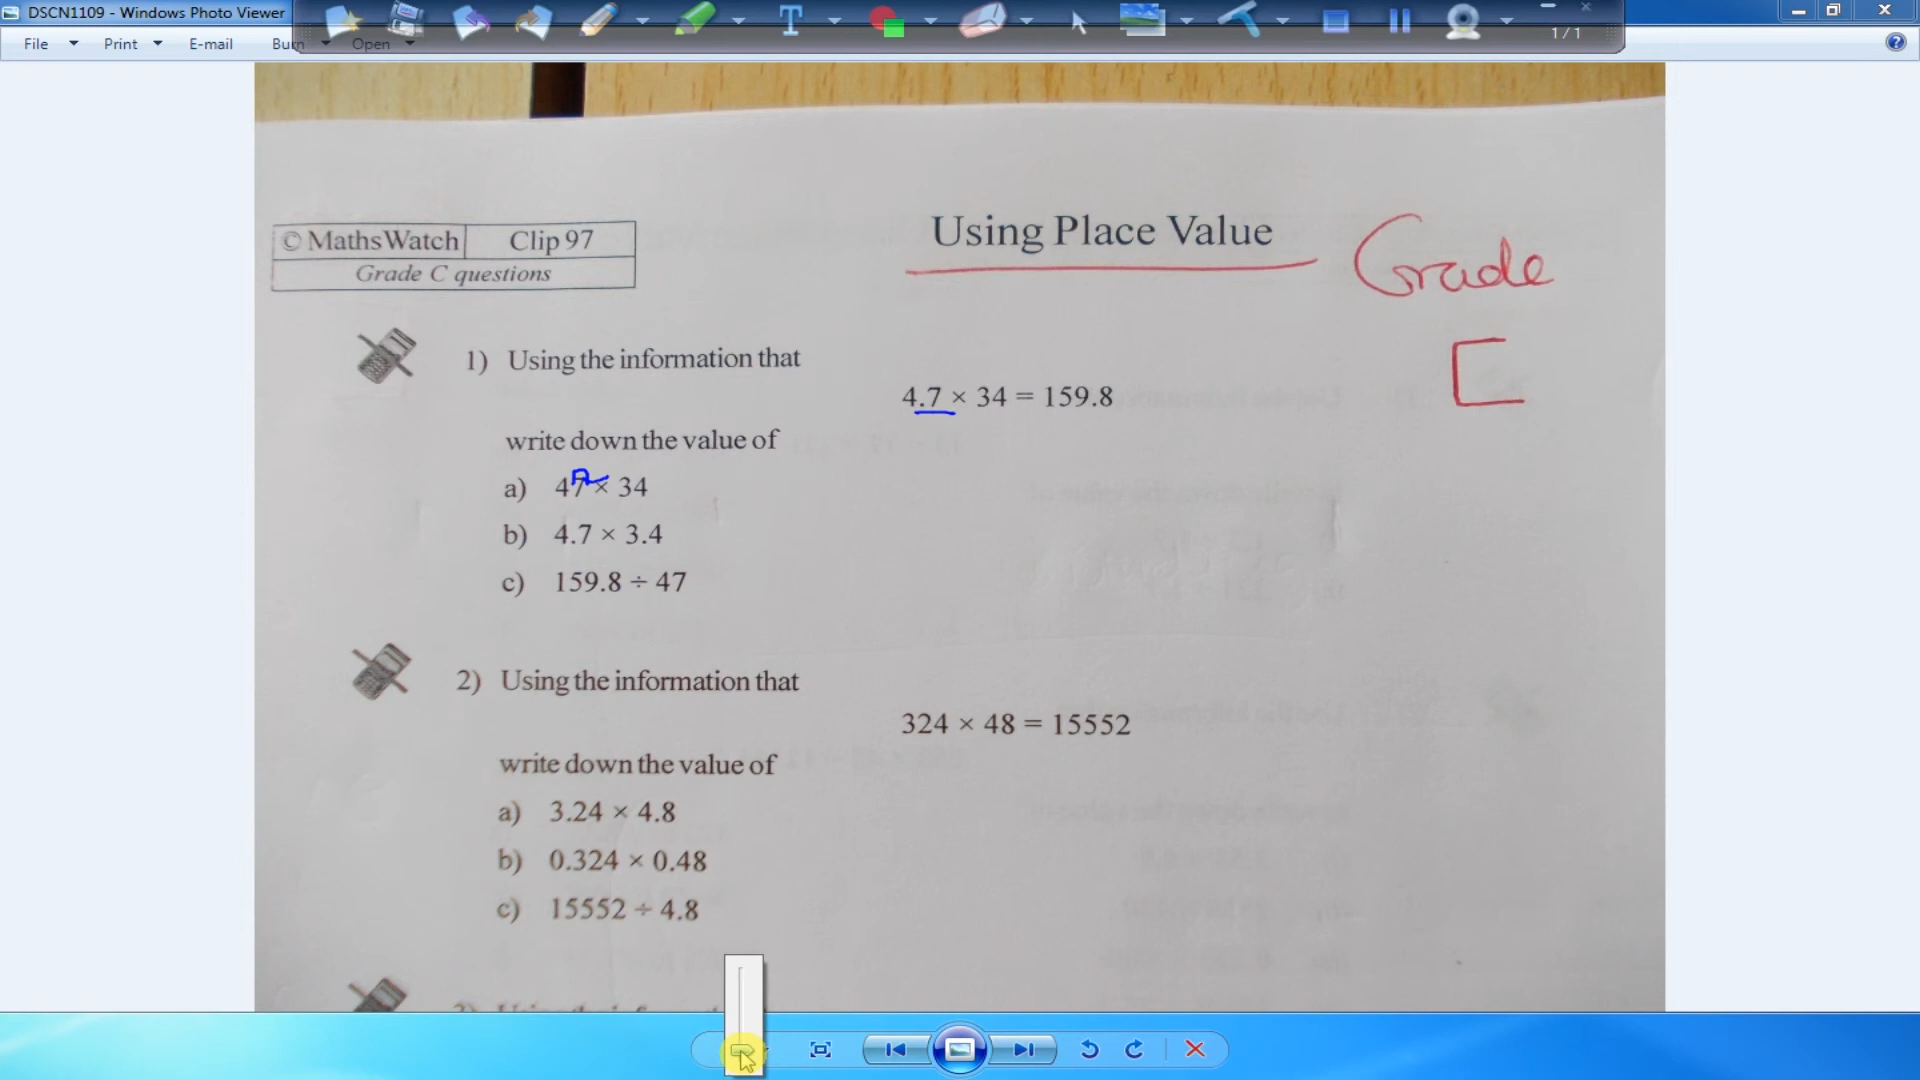 DSCN1109 - Windows Photo Viewer
File Print E-mail Burn Open
1 / 1
© MathsWatch Clip 97
Grade C questions
Using Place Value
Grade
1) Using the information that
4.7 × 34 = 159.8
write down the value of
a) 47 × 34
b) 4.7 × 3.4
c) 159.8 ÷ 47
2) Using the information that
324 × 48 = 15552
write down the value of
a) 3.24 × 4.8
b) 0.324 × 0.48
c) 15552 ÷ 4.8